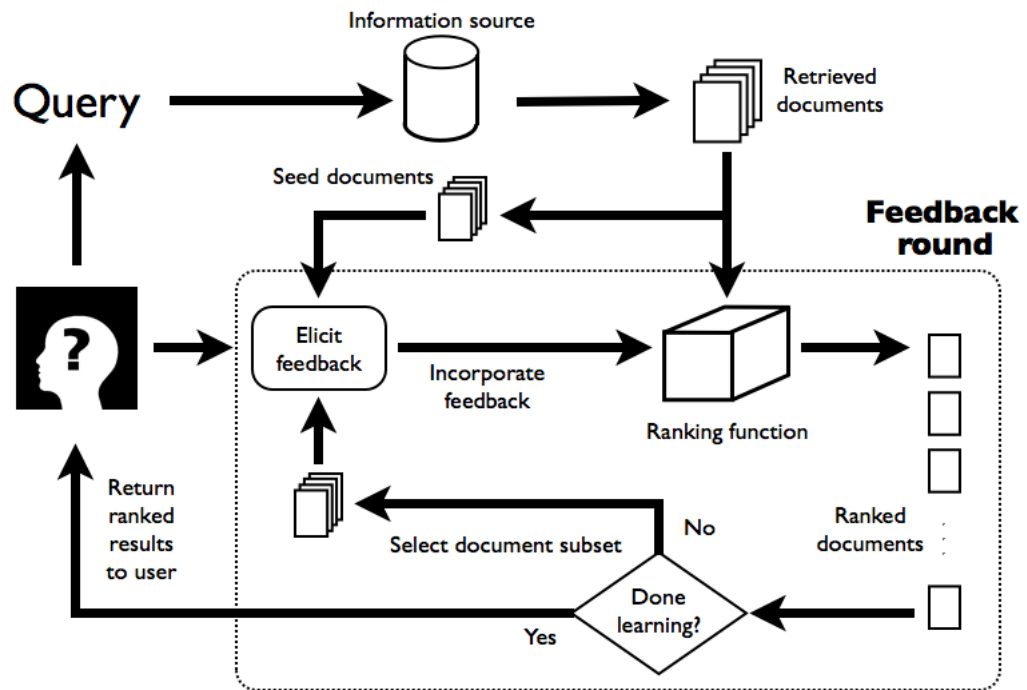 Information source
Query
Retrieved
documents
Seed documents
Feedback
round
?
Elicit
feedback
Incorporate
feedback
Ranking function
Return
ranked
results
to user
Select document subset
No
Ranked
documents
Done
learning?
Yes